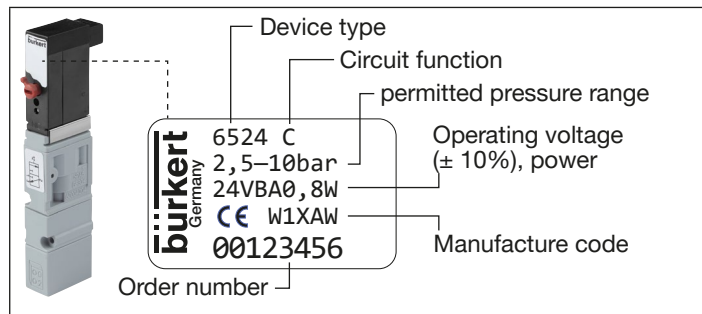 Device type
Circuit function
permitted pressure range
Operating voltage
(± 10%), power
Manufacture code
Order number
burkert
bürkert
Germany
6524 C
2,5–10bar
24VBA0,8W
CE W1XAW
00123456